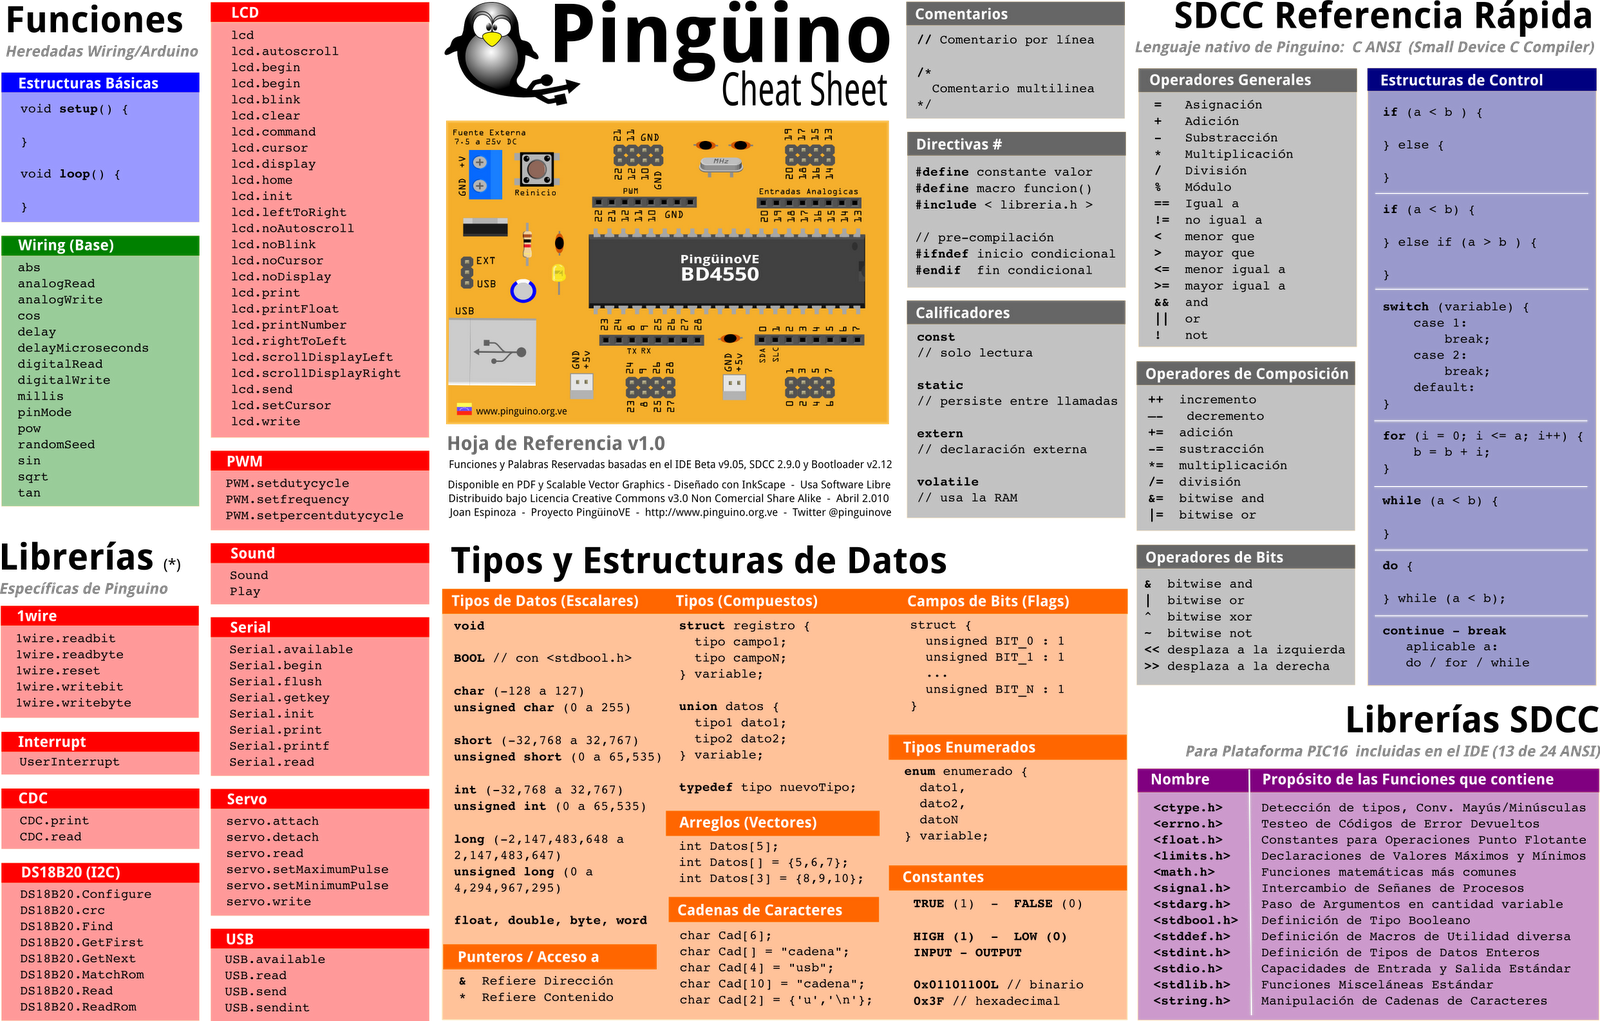 Funciones
Heredadas Wiring/Arduino
Estructuras Básicas
void setup() {
}
void loop() {
}
Wiring (Base)
abs
analogRead
analogWrite
cos
delay
delayMicroseconds
digitalRead
digitalWrite
millis
pinMode
pow
randomSeed
sin
sqrt
tan
Librerías (*)
Específicas de Pinguino
1wire
1wire.readbit
1wire.readbyte
1wire.reset
1wire.writebit
1wire.writebyte
Interrupt
UserInterrupt
CDC
CDC.print
CDC.read
DS18B20 (I2C)
DS18B20.Configure
DS18B20.crc
DS18B20.Find
DS18B20.GetFirst
DS18B20.GetNext
DS18B20.MatchRom
DS18B20.Read
DS18B20.ReadRom
LCD
lcd
lcd.autoscroll
lcd.begin
lcd.begin
lcd.blink
lcd.clear
lcd.command
lcd.cursor
lcd.display
lcd.home
lcd.init
lcd.leftToRight
lcd.noAutoscroll
lcd.noBlink
lcd.noCursor
lcd.noDisplay
lcd.print
lcd.printFloat
lcd.printNumber
lcd.rightToLeft
lcd.scrollDisplayLeft
lcd.scrollDisplayRight
lcd.send
lcd.setCursor
lcd.write
PWM
PWM.setdutycycle
PWM.setfrequency
PWM.setpercentdutycycle
Sound
Sound
Play
Serial
Serial.available
Serial.begin
Serial.flush
Serial.getkey
Serial.init
Serial.print
Serial.printf
Serial.read
Servo
servo.attach
servo.detach
servo.read
servo.setMaximumPulse
servo.setMinimumPulse
servo.write
USB
USB.available
USB.read
USB.send
USB.sendint
Pingüino
Cheat Sheet
Fuente Externa
7-5 a 25v DC
GND +V
Reinicio
21 11 GND
22 12 10 GND
PWM
22 21 12 11 10 GND
MHz
19 17 15 13
20 18 16 14
Entradas Analogicas
20 19 18 17 16 15 14 13
PingüinoVE
BD4550
EXT
USB
USB
23 24 8 9 25 26 27 28
TX RX
GND +5v
24 9 26 28
23 8 25 27
GND +5v
SDA 0 SLC 1 2 3 4 5 6 7
1 3 5 7
0 2 4 6
www.pinguino.org.ve
Hoja de Referencia v1.0
Funciones y Palabras Reservadas basadas en el IDE Beta v9.05, SDCC 2.9.0 y Bootloader v2.12
Disponible en PDF y Scalable Vector Graphics - Diseñado con InkScape - Usa Software Libre
Distribuido bajo Licencia Creative Commons v3.0 Non Comercial Share Alike - Abril 2.010
Joan Espinoza - Proyecto PingüinoVE - http://www.pinguino.org.ve - Twitter @pinguinove
Comentarios
// Comentario por línea
/*
Comentario multilinea
*/
Directivas #
#define constante valor
#define macro funcion()
#include < libreria.h >
// pre-compilación
#ifndef inicio condicional
#endif fin condicional
Calificadores
const
// solo lectura
static
// persiste entre llamadas
extern
// declaración externa
volatile
// usa la RAM
Tipos y Estructuras de Datos
Tipos de Datos (Escalares)
void
BOOL // con <stdbool.h>
char (-128 a 127)
unsigned char (0 a 255)
short (-32,768 a 32,767)
unsigned short (0 a 65,535)
int (-32,768 a 32,767)
unsigned int (0 a 65,535)
long (-2,147,483,648 a
2,147,483,647)
unsigned long (0 a
4,294,967,295)
float, double, byte, word
Punteros / Acceso a
& Refiere Dirección
* Refiere Contenido
Tipos (Compuestos)
struct registro {
tipo campo1;
tipo campoN;
} variable;
union datos {
tipo1 dato1;
tipo2 dato2;
} variable;
typedef tipo nuevoTipo;
Arreglos (Vectores)
int Datos[5];
int Datos[] = {5,6,7};
int Datos[3] = {8,9,10};
Cadenas de Caracteres
char Cad[6];
char Cad[] = "cadena";
char Cad[4] = "usb";
char Cad[10] = "cadena";
char Cad[2] = {'u','\n'};
Campos de Bits (Flags)
struct {
unsigned BIT_0 : 1
unsigned BIT_1 : 1
...
unsigned BIT_N : 1
}
Tipos Enumerados
enum enumerado {
dato1,
dato2,
datoN
} variable;
Constantes
TRUE (1) - FALSE (0)
HIGH (1) - LOW (0)
INPUT - OUTPUT
0x01101100L // binario
0x3F // hexadecimal
SDCC Referencia Rápida
Lenguaje nativo de Pinguino: C ANSI (Small Device C Compiler)
Operadores Generales
= Asignación
+ Adición
- Substracción
* Multiplicación
/ División
% Módulo
== Igual a
!= no igual a
< menor que
> mayor que
<= menor igual a
>= mayor igual a
&& and
|| or
! not
Operadores de Composición
++ incremento
-- decremento
+= adición
-= sustracción
*= multiplicación
/= división
&= bitwise and
|= bitwise or
Operadores de Bits
& bitwise and
| bitwise or
^ bitwise xor
~ bitwise not
<< desplaza a la izquierda
>> desplaza a la derecha
Estructuras de Control
if (a < b ) {
} else {
}
if (a < b) {
} else if (a > b ) {
}
switch (variable) {
case 1:
break;
case 2:
break;
default:
}
for (i = 0; i <= a; i++) {
b = b + i;
}
while (a < b) {
}
do {
} while (a < b);
continue - break
aplicable a:
do / for / while
Librerías SDCC
Para Plataforma PIC16 incluidas en el IDE (13 de 24 ANSI)
Nombre Propósito de las Funciones que contiene
<ctype.h> Detección de tipos, Conv. Mayús/Minúsculas
<errno.h> Testeo de Códigos de Error Devueltos
<float.h> Constantes para Operaciones Punto Flotante
<limits.h> Declaraciones de Valores Máximos y Mínimos
<math.h> Funciones matemáticas más comunes
<signal.h> Intercambio de Señanes de Procesos
<stdarg.h> Paso de Argumentos en cantidad variable
<stdbool.h> Definición de Tipo Booleano
<stddef.h> Definición de Macros de Utilidad diversa
<stdint.h> Definición de Tipos de Datos Enteros
<stdio.h> Capacidades de Entrada y Salida Estándar
<stdlib.h> Funciones Misceláneas Estándar
<string.h> Manipulación de Cadenas de Caracteres